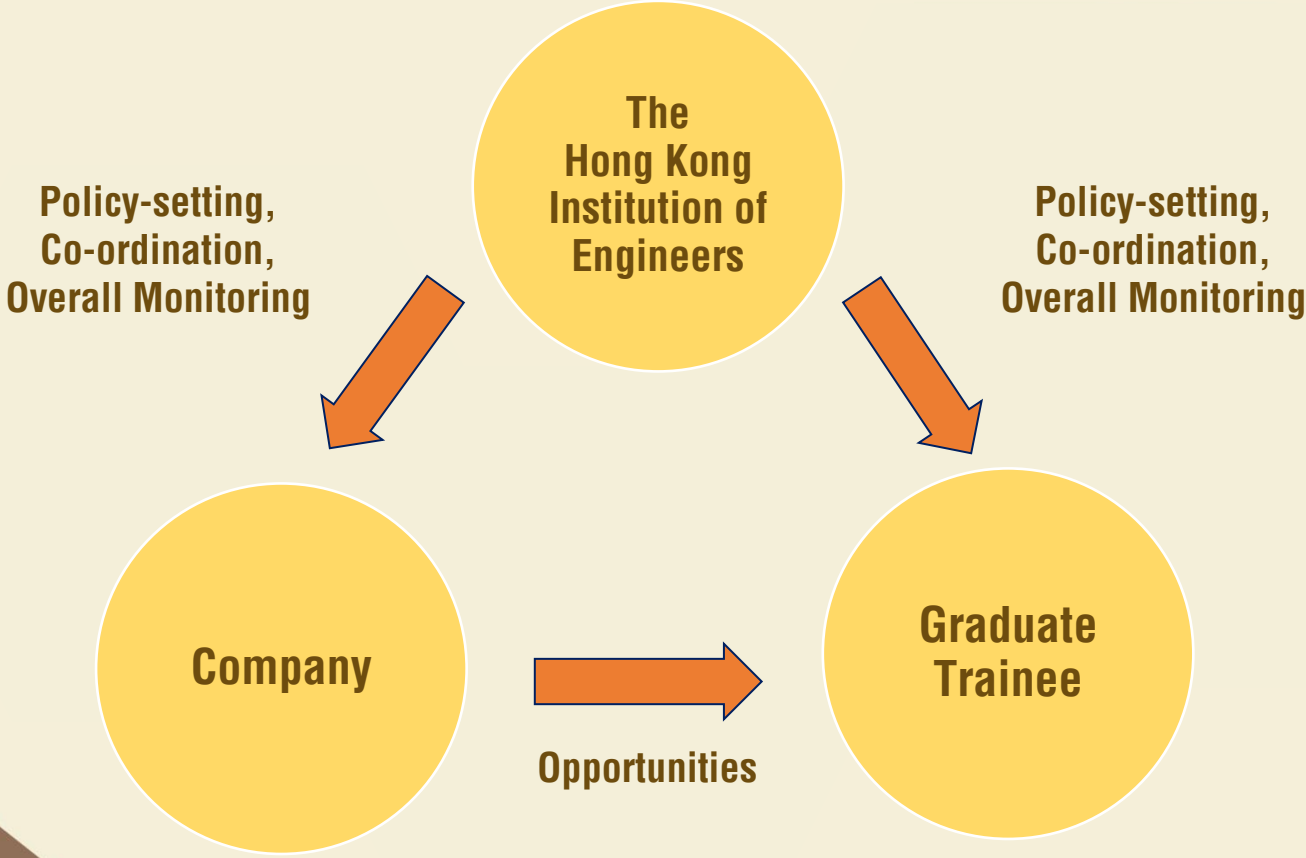 The
Hong Kong
Institution of
Engineers
Policy-setting,
Co-ordination,
Overall Monitoring
Policy-setting,
Co-ordination,
Overall Monitoring
Company
Graduate
Trainee
Opportunities